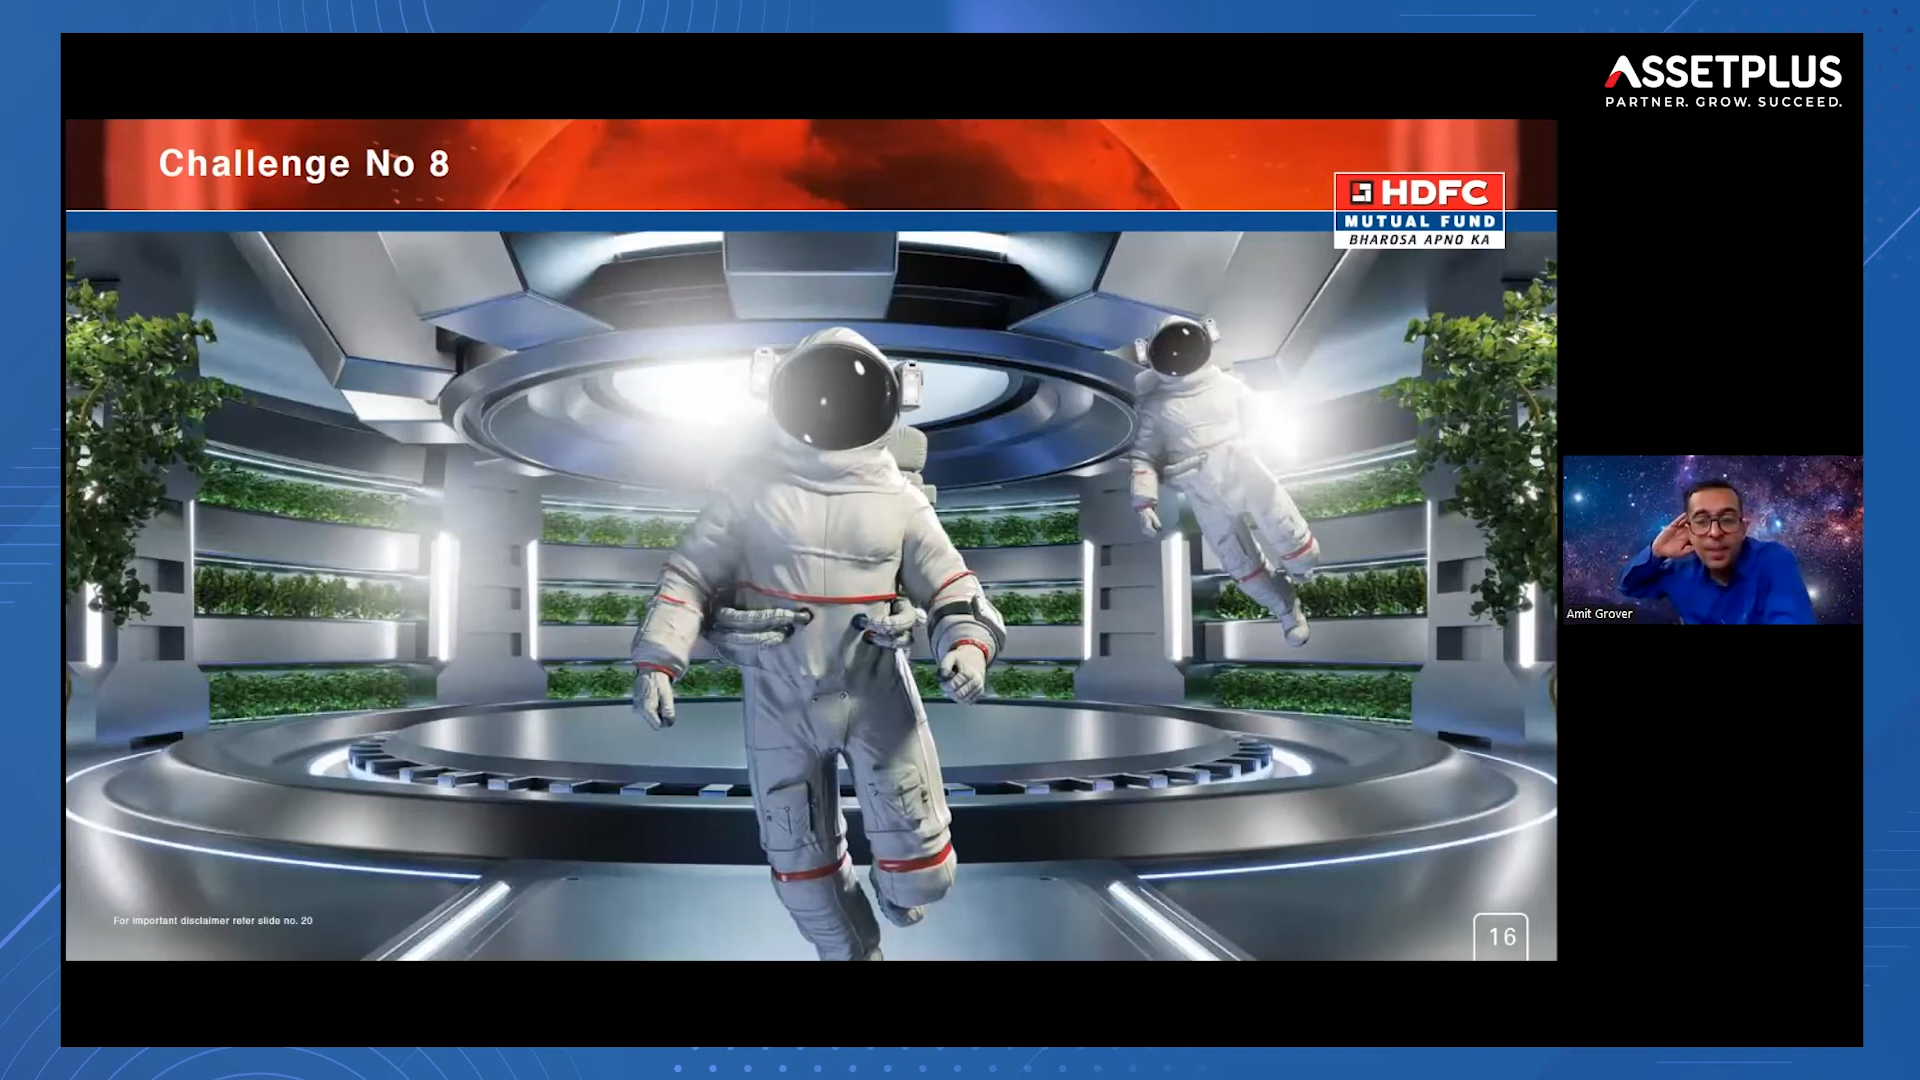 ASSETPLUS
PARTNER. GROW. SUCCEED.
Challenge No 8
HDFC
MUTUAL FUND
BHAROSA APNO KA
Amit Grover
For important disclaimer refer slide no. 20
16